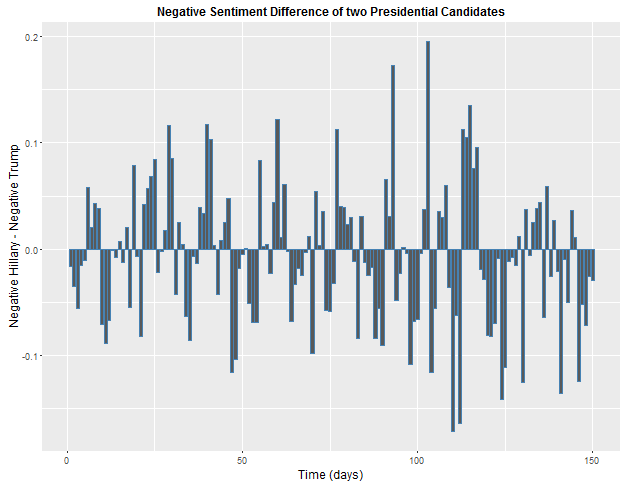 Negative Sentiment Difference of two Presidential Candidates
Negative Hillary - Negative Trump
0.2
0.1
0.0
-0.1
0
50
100
150
Time (days)